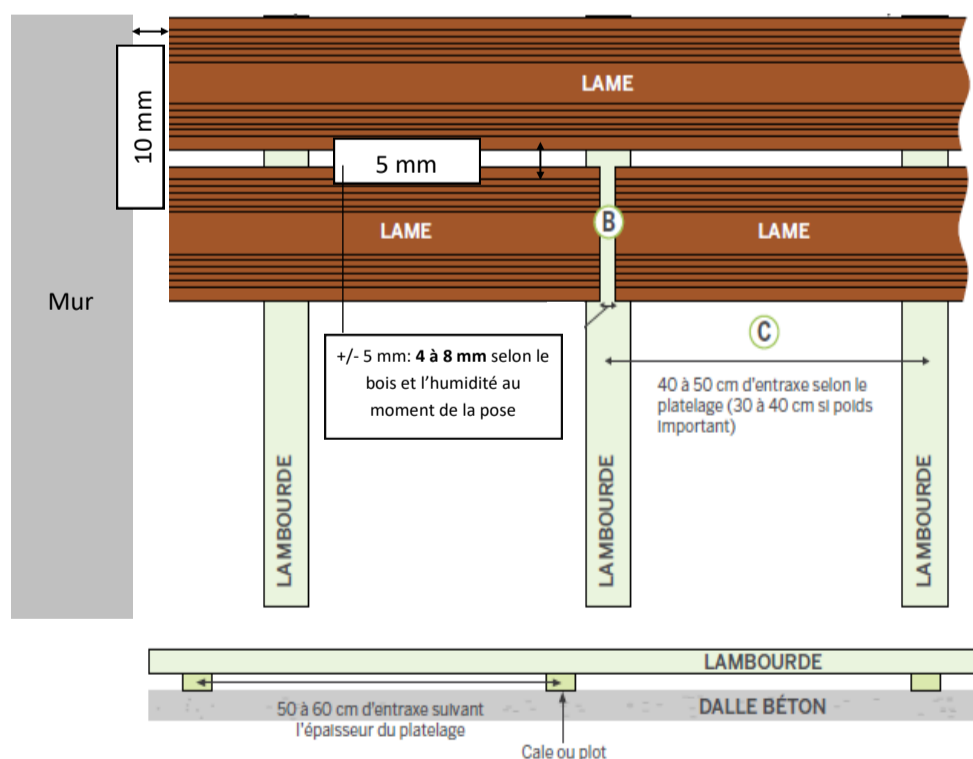 LAME
10 mm
5 mm
LAME
B
LAME
Mur
+/- 5 mm: 4 à 8 mm selon le
bois et l’humidité au
moment de la pose
C
40 à 50 cm d'entraxe selon le
platelage (30 à 40 cm si poids
important)
LAMBOURDE
LAMBOURDE
LAMBOURDE
LAMBOURDE
50 à 60 cm d'entraxe suivant
l'épaisseur du platelage
DALLE BÉTON
Cale ou plot